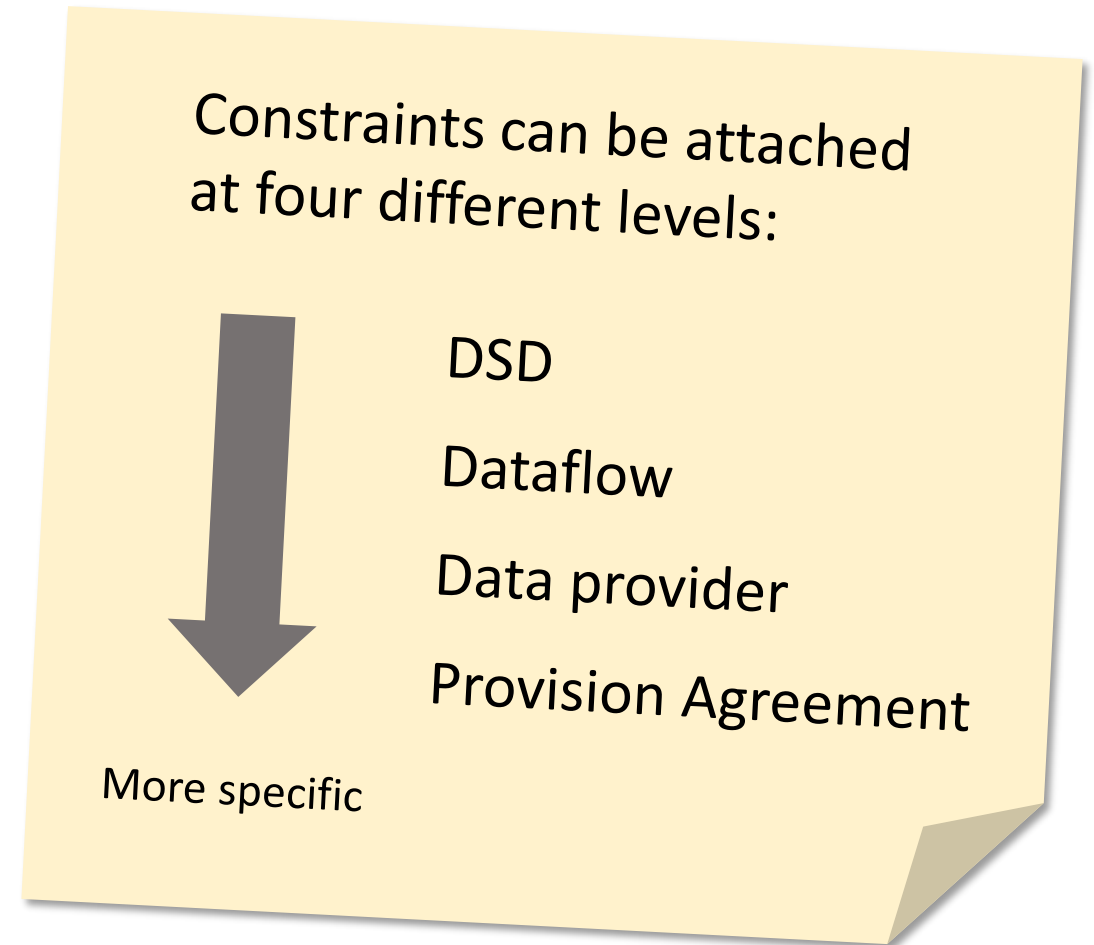 Constraints can be attached
at four different levels:
DSD
Dataflow
Data provider
Provision Agreement
More specific